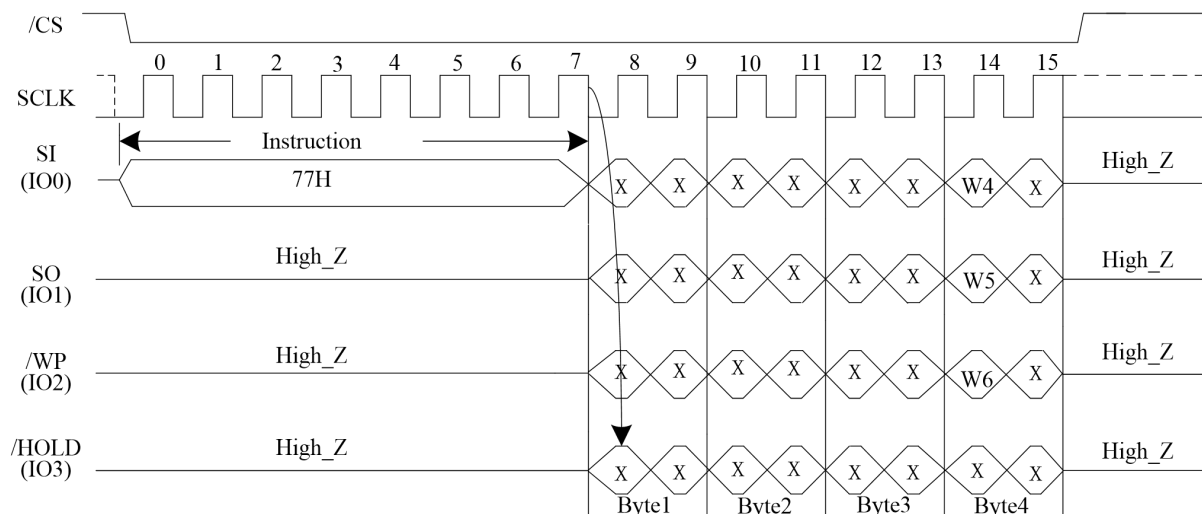 /CS
0 1 2 3 4 5 6 7 8 9 10 11 12 13 14 15
SCLK
Instruction
SI
(IO0)
77H
X X X X X X W4 X
High_Z
SO
(IO1)
High_Z
X X X X X X W5 X
High_Z
/WP
(IO2)
High_Z
X X X X X X W6 X
High_Z
/HOLD
(IO3)
High_Z
X X X X X X X X
High_Z
Byte1 Byte2 Byte3 Byte4